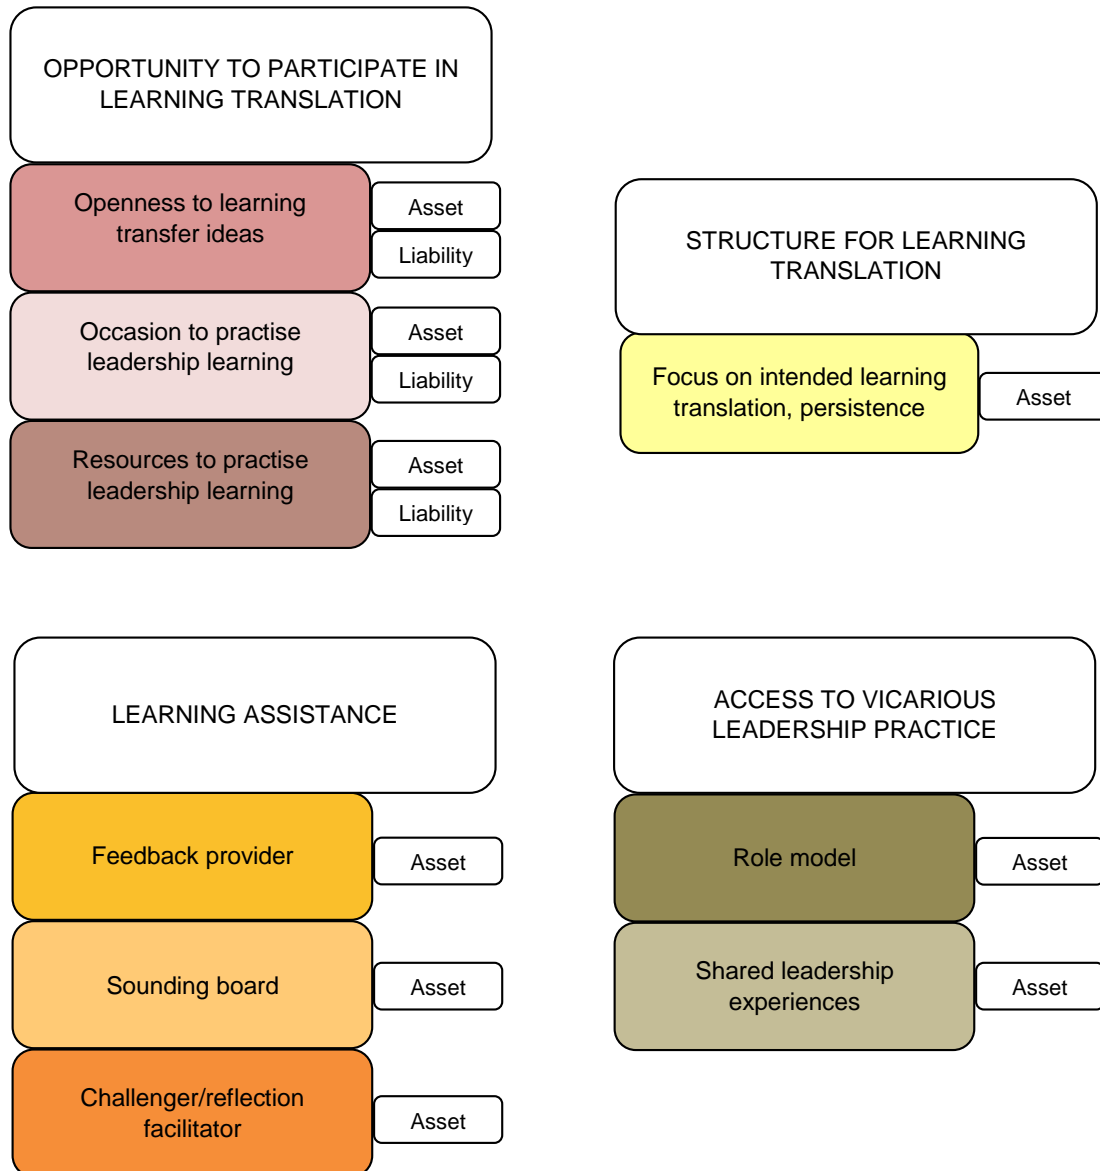 OPPORTUNITY TO PARTICIPATE IN
LEARNING TRANSLATION
Openness to learning
transfer ideas
Asset
Liability
Occasion to practise
leadership learning
Asset
Liability
Resources to practise
leadership learning
Asset
Liability
STRUCTURE FOR LEARNING
TRANSLATION
Focus on intended learning
translation, persistence
Asset
LEARNING ASSISTANCE
Feedback provider
Asset
Sounding board
Asset
Challenger/reflection
facilitator
Asset
ACCESS TO VICARIOUS
LEADERSHIP PRACTICE
Role model
Asset
Shared leadership
experiences
Asset